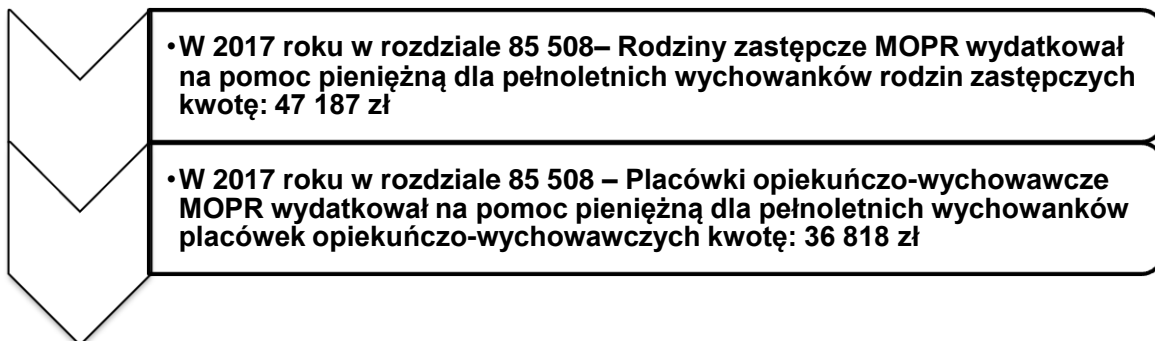 •W 2017 roku w rozdziale 85 508– Rodziny zastępcze MOPR wydatkował
na pomoc pieniężną dla pełnoletnich wychowanków rodzin zastępczych
kwotę: 47 187 zł
•W 2017 roku w rozdziale 85 508 – Placówki opiekuńczo-wychowawcze
MOPR wydatkował na pomoc pieniężną dla pełnoletnich wychowanków
placówek opiekuńczo-wychowawczych kwotę: 36 818 zł